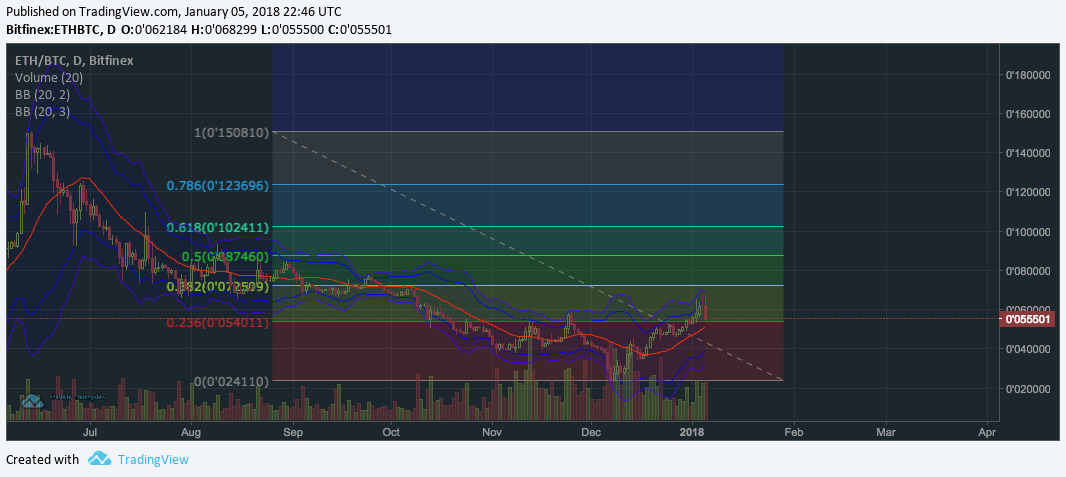 Published on TradingView.com, January 05, 2018 22:46 UTC
Bitfinex:ETHBTC, D O:0'062184 H:0'068299 L:0'055500 C:0'055501
ETH/BTC, D, Bitfinex
Volume (20)
BB (20, 2)
BB (20, 3)
0'180000
0'160000
1(0'150810)
0'140000
0.786(0'123696)
0'120000
0.618(0'102411)
0'100000
0.5(0'087460)
0'080000
0.382(0'072509)
0'060000
0'055501
0.236(0'054011)
0'040000
0(0'024110)
0'020000
Jul Aug Sep Oct Nov Dec 2018 Feb Mar Apr
Created with TradingView